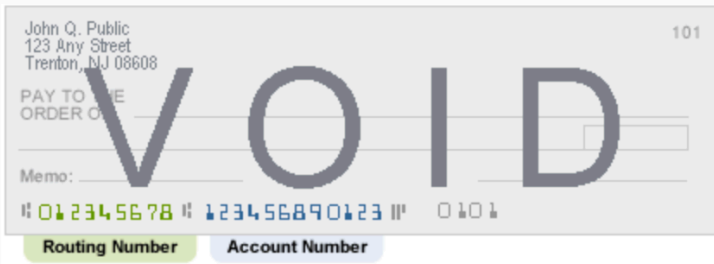 John Q. Public
123 Any Street
Trenton, NJ 08608
101
PAY TO THE
ORDER OF
VOID
Memo:
⑆012345678⑆ 1234568890123⑈ 0101
Routing Number Account Number